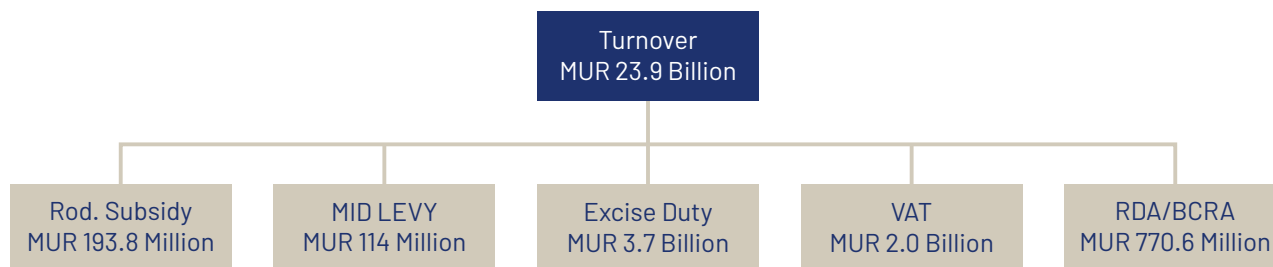 Turnover
MUR 23.9 Billion
Rod. Subsidy
MUR 193.8 Million
MID LEVY
MUR 114 Million
Excise Duty
MUR 3.7 Billion
VAT
MUR 2.0 Billion
RDA/BCRA
MUR 770.6 Million